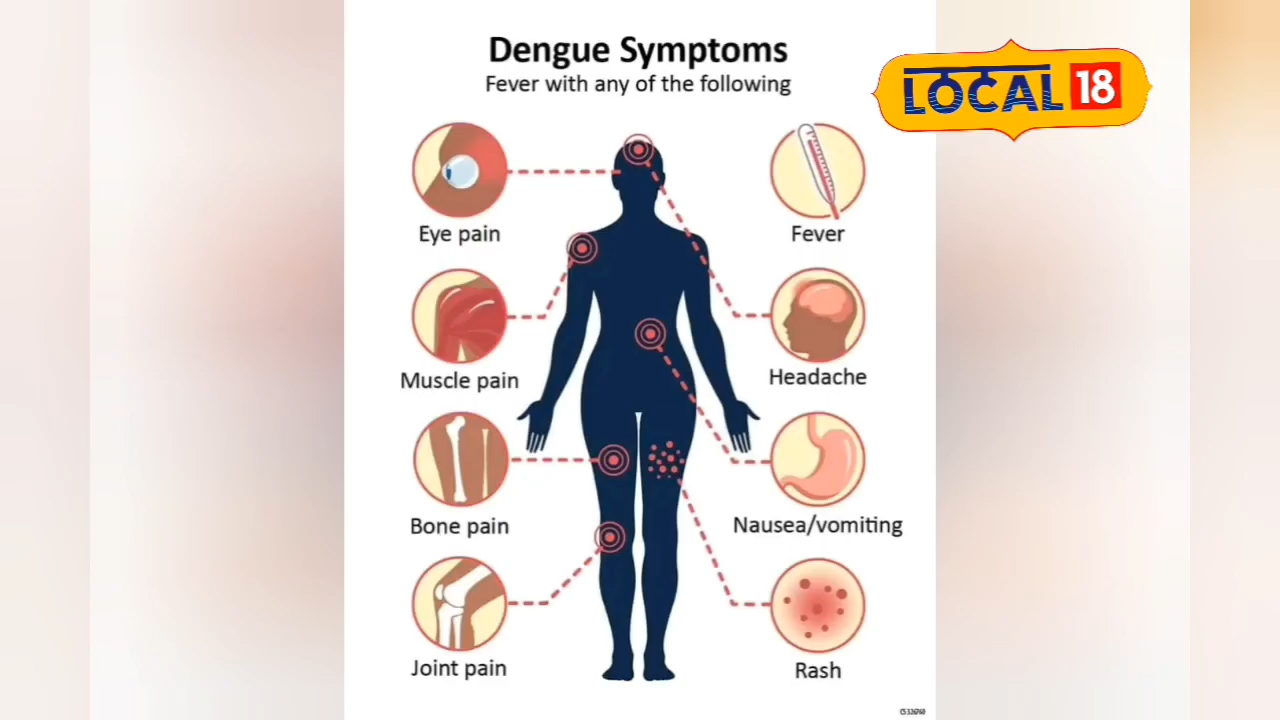 Dengue Symptoms
Fever with any of the following
LOCAL 18
Eye pain
Fever
Muscle pain
Headache
Bone pain
Nausea/vomiting
Joint pain
Rash
CS326760